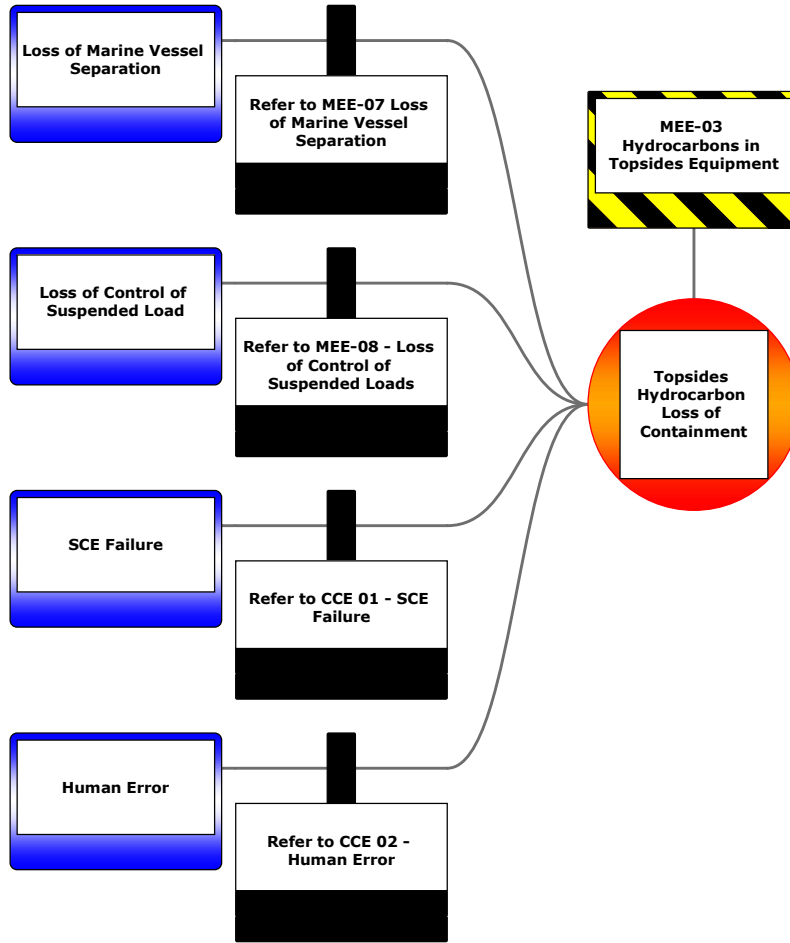 Loss of Marine Vessel
Separation
Refer to MEE-07 Loss
of Marine Vessel
Separation
MEE-03
Hydrocarbons in
Topsides Equipment
Loss of Control of
Suspended Load
Refer to MEE-08 - Loss
of Control of
Suspended Loads
Topsides
Hydrocarbon
Loss of
Containment
SCE Failure
Refer to CCE 01 - SCE
Failure
Human Error
Refer to CCE 02 -
Human Error